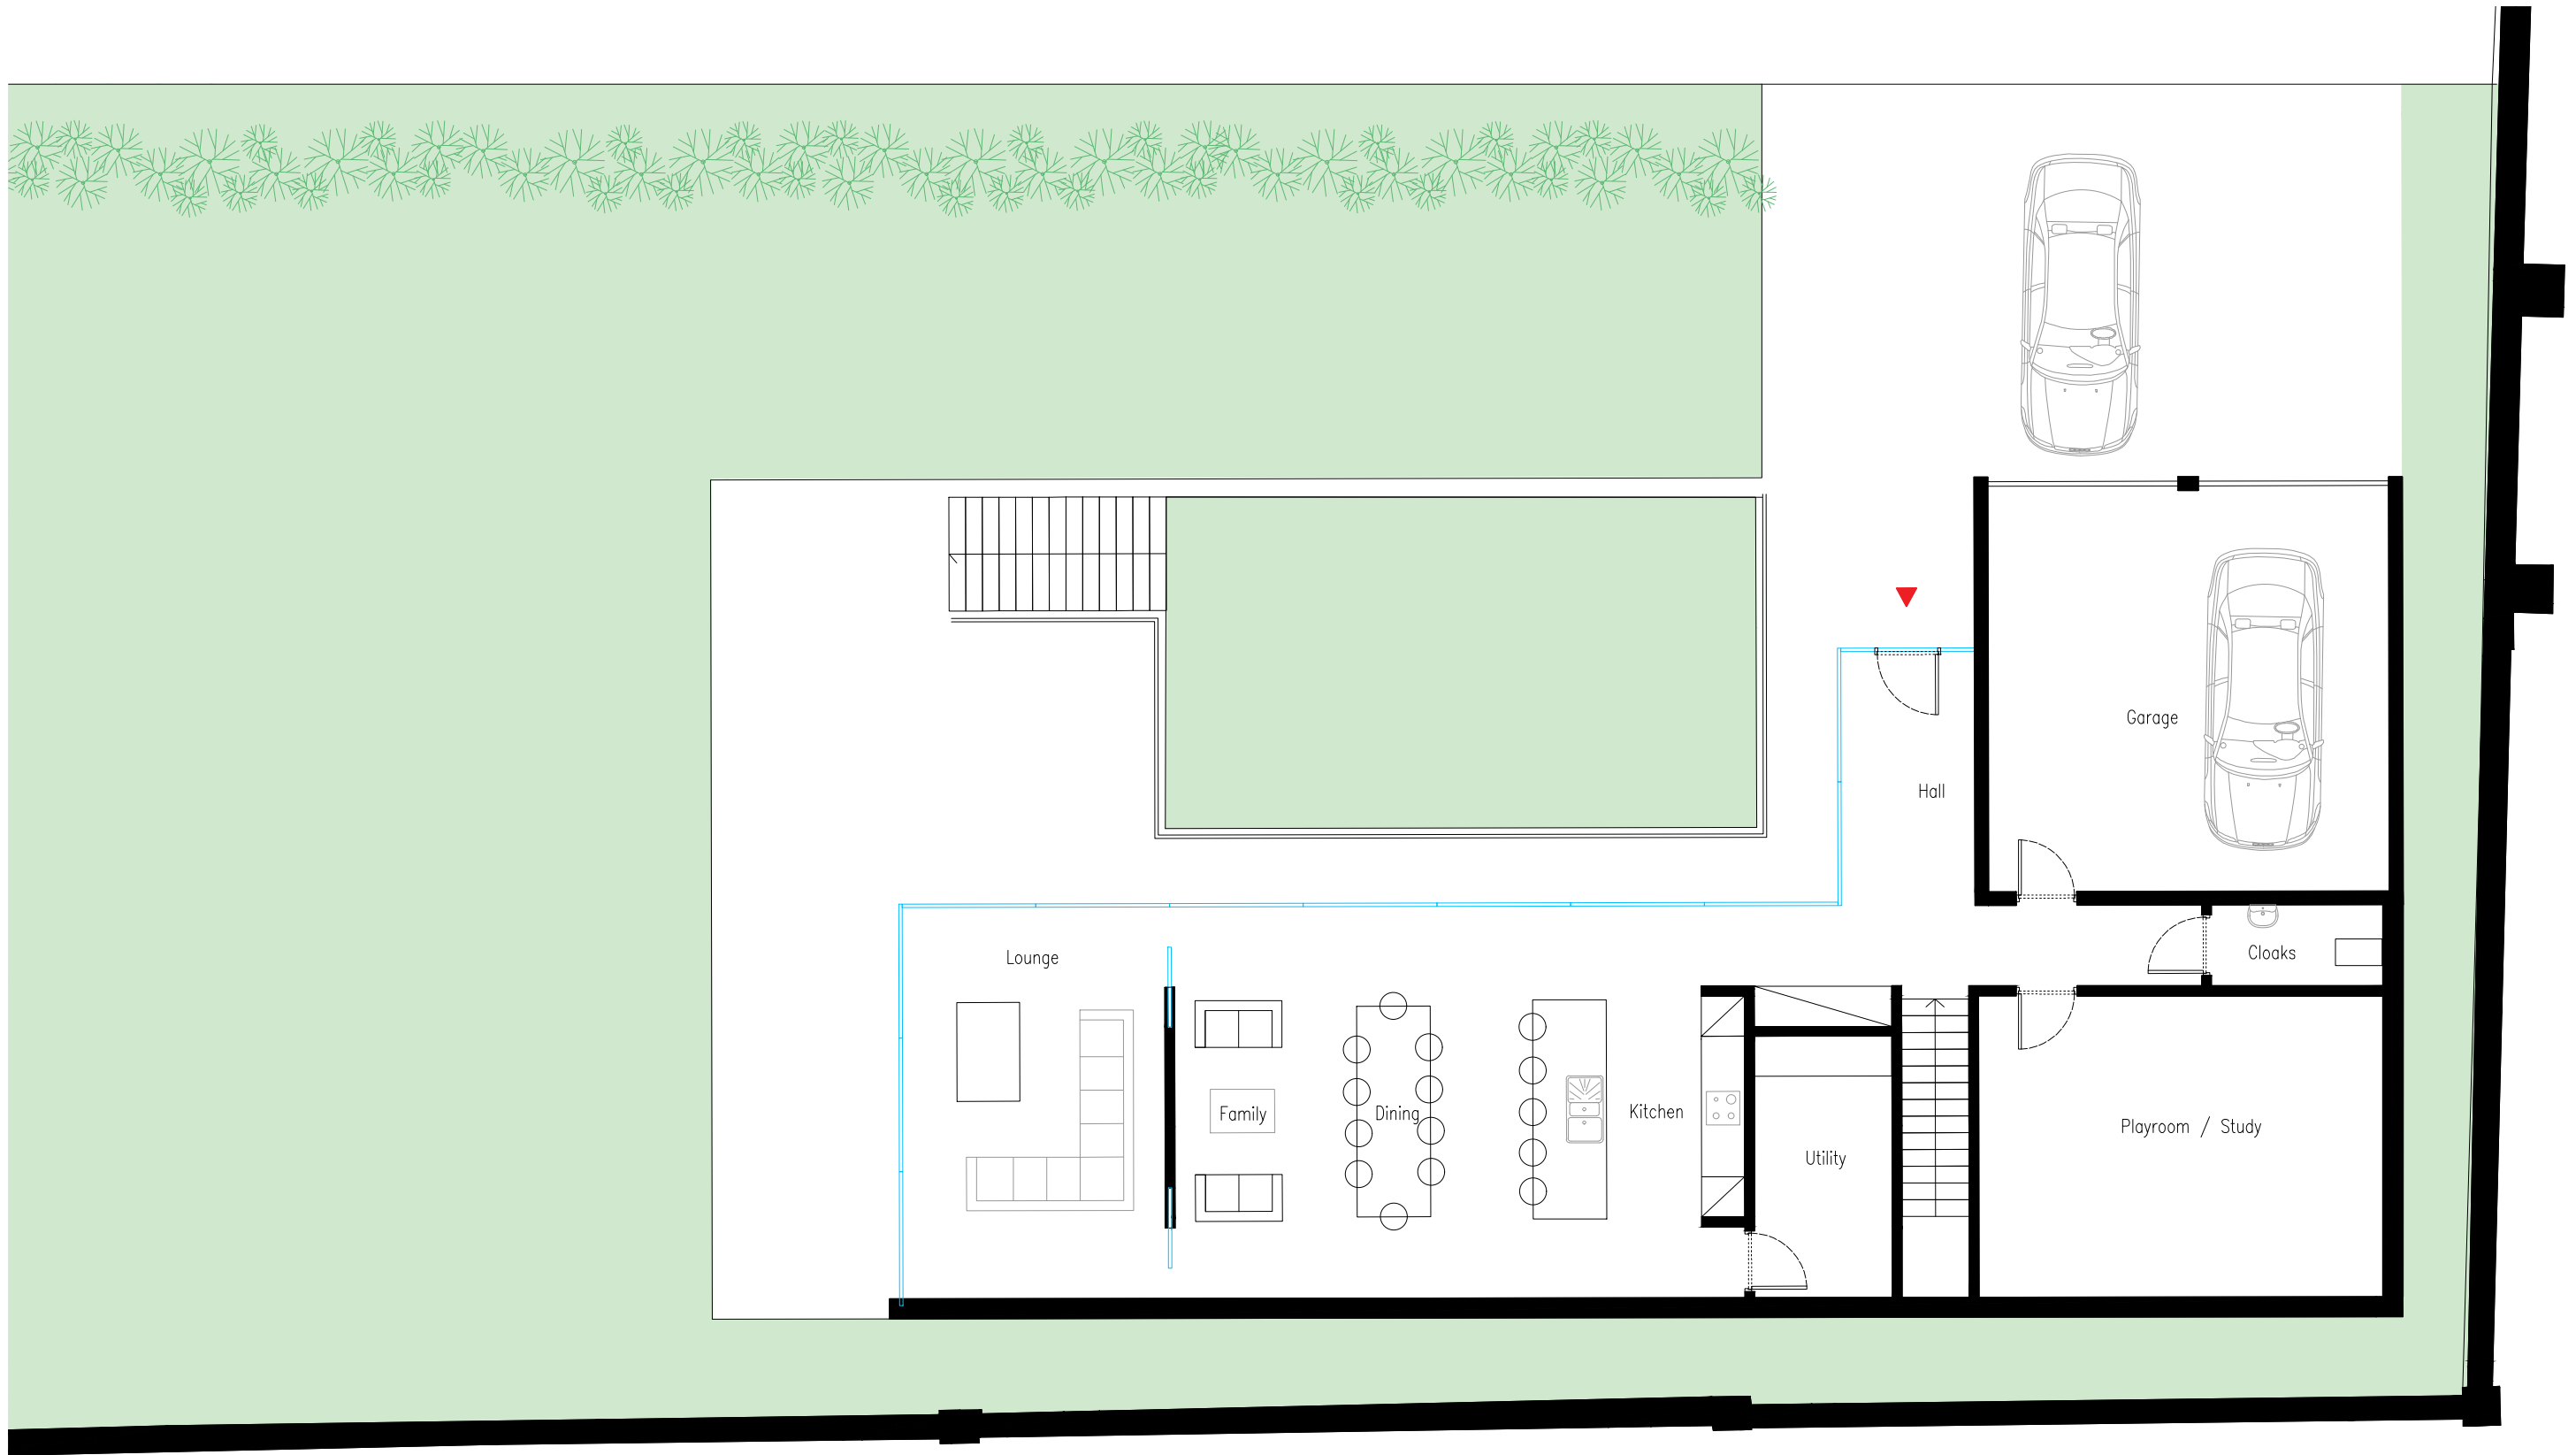 Garage
Hall
Lounge
Cloaks
Family
Dining
Kitchen
Utility
Playroom / Study